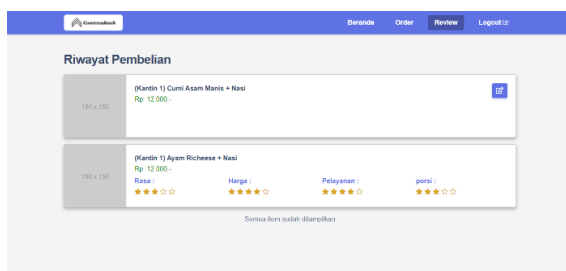 Beranda Order Review Logout
Riwayat Pembelian
150 x 150
(Kantin 1) Cumi Asam Manis + Nasi
Rp. 12.000,-
150 x 150
(Kantin 1) Ayam Richeese + Nasi
Rp. 12.000,-
Rasa : Harga : Pelayanan : porsi :
Semua item sudah ditampilkan